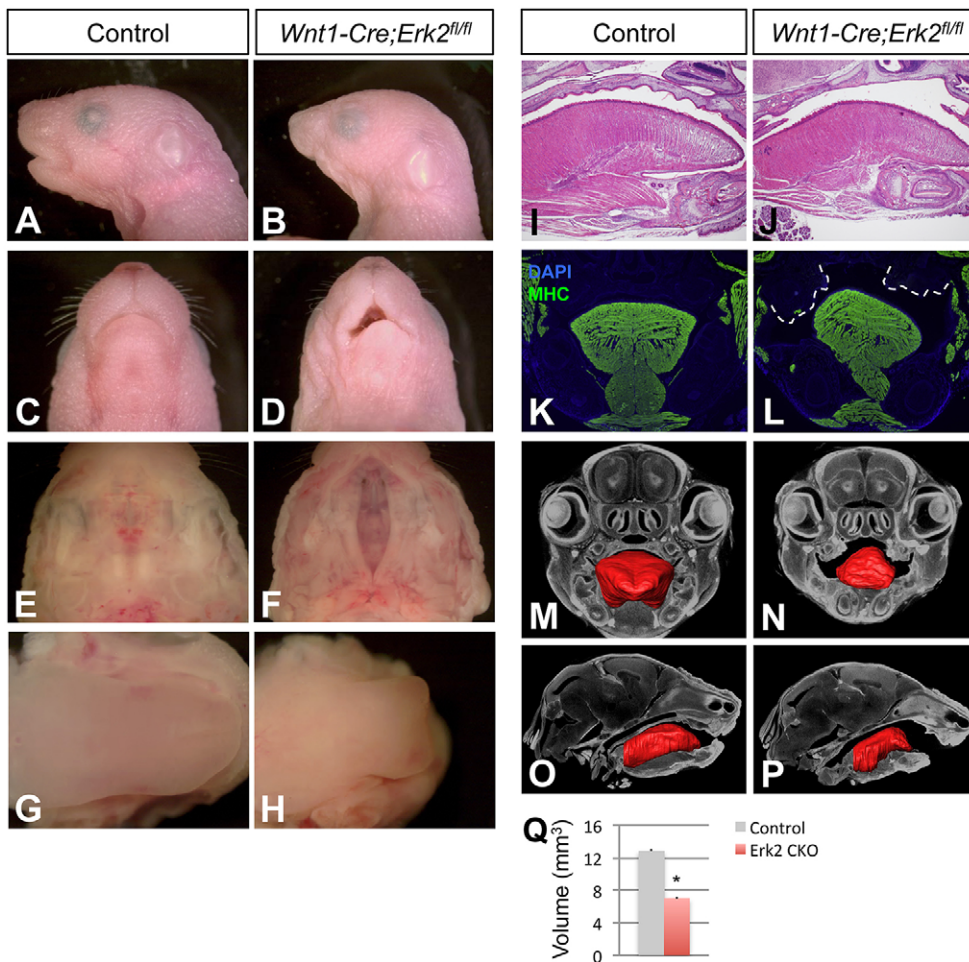 Control
Wnt1-Cre;Erk2fl/fl
Control
Wnt1-Cre;Erk2fl/fl
A
B
I
J
C
D
DAPI
MHC
K
L
E
F
M
N
G
H
O
P
Q
Volume (mm³)
16
12
8
4
0
*
Control
Erk2 CKO